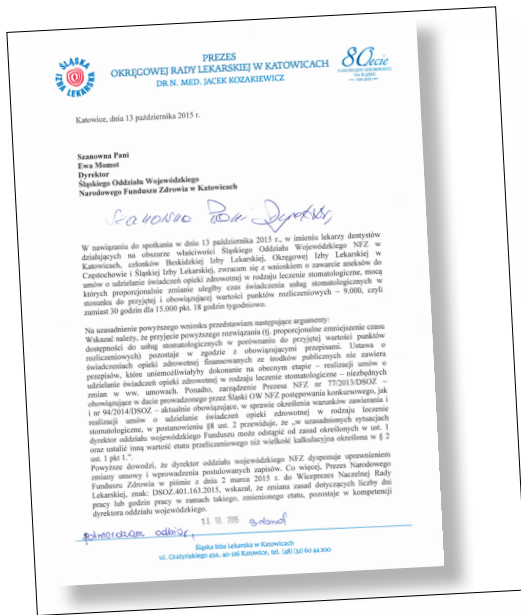 ŚLĄSKA
IZBA LEKARSKA
PREZES
OKRĘGOWEJ RADY LEKARSKIEJ W KATOWICACH
DR N. MED. JACEK KOZAKIEWICZ
80lecie
Katowice, dnia 13 października 2015 r.
Szanowna Pani
Ewa Momot
Dyrektor
Śląskiego Oddziału Wojewódzkiego
Narodowego Funduszu Zdrowia w Katowicach
Szanowna Pani Dyrektor,
W nawiązaniu do spotkania w dniu 13 października 2015 r., w imieniu lekarzy dentystów
działających na obszarze właściwości Śląskiego Oddziału Wojewódzkiego NFZ w
Katowicach, członków Beskidzkiej Izby Lekarskiej, Okręgowej Izby Lekarskiej w
Częstochowie i Śląskiej Izby Lekarskiej, zwracam się z wnioskiem o zawarcie aneksów do
umów o udzielanie świadczeń opieki zdrowotnej w rodzaju leczenie stomatologiczne, mocą
których proporcjonalnie zmianie uległby czas świadczenia usług stomatologicznych w
stosunku do przyjętej i obowiązującej wartości punktów rozliczeniowych – 9.000, czyli
zamiast 30 godzin dla 15.000 pkt. 18 godzin tygodniowo.
Na uzasadnienie powyższego wniosku przedstawiam następujące argumenty:
Wskazać należy, że przyjęcie powyższego rozwiązania (tj. proporcjonalne zmniejszenie czasu
dostępności do usług stomatologicznych w porównaniu do przyjętej wartości punktów
rozliczeniowych) pozostaje w zgodzie z obowiązującymi przepisami. Ustawa o
świadczeniach opieki zdrowotnej finansowanych ze środków publicznych nie zawiera
przepisów, które uniemożliwiałyby dokonanie na obecnym etapie – realizacji umów o
udzielanie świadczeń opieki zdrowotnej w rodzaju leczenie stomatologiczne – niezbędnych
zmian w ww. umowach. Ponadto, zarządzenie Prezesa NFZ nr 77/2013/DSOZ –
obowiązujące w dacie prowadzonego przez Śląski OW NFZ postępowania konkursowego, jak
i nr 94/2014/DSOZ – aktualnie obowiązujące, w sprawie określenia warunków zawierania i
realizacji umów o udzielanie świadczeń opieki zdrowotnej w rodzaju leczenie
stomatologiczne, w postanowieniu §8 ust. 2 przewiduje, że „w uzasadnionych sytuacjach
dyrektor oddziału wojewódzkiego Funduszu może odstąpić od zasad określonych w ust. 1
oraz ustalić inną wartość etatu przeliczeniowego niż wielkość kalkulacyjna określona w § 2
ust. 1 pkt 1.”.
Powyższe dowodzi, że dyrektor oddziału wojewódzkiego NFZ dysponuje uprawnieniem
zmiany umowy i wprowadzenia postulowanych zapisów. Co więcej, Prezes Narodowego
Funduszu Zdrowia w piśmie z dnia 2 marca 2015 r. do Wiceprezes Naczelnej Rady
Lekarskiej, znak: DSOZ.401.163.2015, wskazał, że zmiana zasad dotyczących liczby dni
pracy lub godzin pracy w ramach takiego, zmienionego etatu, pozostaje w kompetencji
dyrektora oddziału wojewódzkiego.
13. 10. 2015
potwierdzam odbiór,
Śląska Izba Lekarska w Katowicach
ul. Grażyńskiego 49a, 40-126 Katowice, tel. (48) (32) 60 44 200